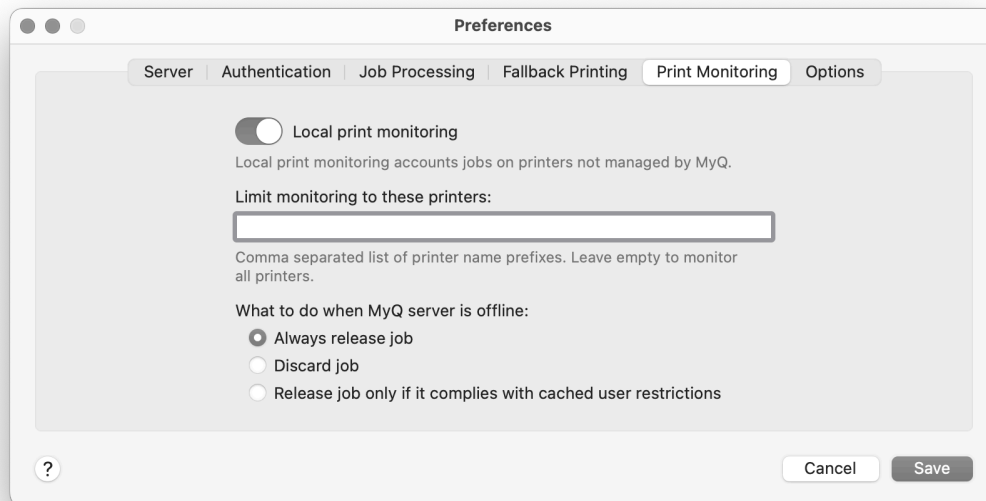 Preferences
Server Authentication Job Processing Fallback Printing Print Monitoring Options
Local print monitoring
Local print monitoring accounts jobs on printers not managed by MyQ.
Limit monitoring to these printers:
Comma separated list of printer name prefixes. Leave empty to monitor
all printers.
What to do when MyQ server is offline:
Always release job
Discard job
Release job only if it complies with cached user restrictions
? Cancel Save